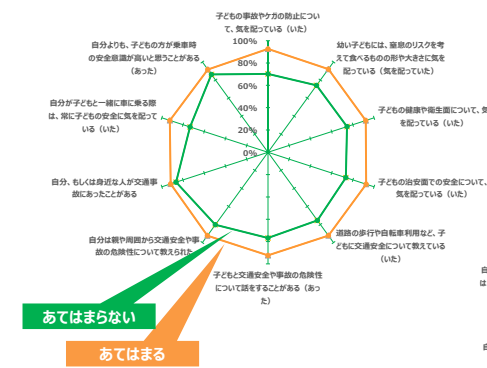 子どもの事故やケガの防止につい
て、気を配っている（いた）
100%
80%
60%
40%
20%
0%
幼い子どもには、窒息のリスクを考
えて食べるものの形や大きさに気を
配っている（気を配っていた）
子どもの健康や衛生面について、気
を配っている（いた）
子どもの治安面での安全について、
気を配っている（いた）
道路の歩行や自転車利用など、子
どもに交通安全について教えている
（いた）
子どもと交通安全や事故の危険性
について話をすることがある（あっ
た）
自分は親や周囲から交通安全や事
故の危険性について教えられた
自分、もしくは身近な人が交通事
故にあったことがある
自分が子どもと一緒に車に乗る際
は、常に子どもの安全に気を配って
いる（いた）
自分よりも、子どもの方が乗車時
の安全意識が高いと思うことがある
（あった）
あてはまらない
あてはまる